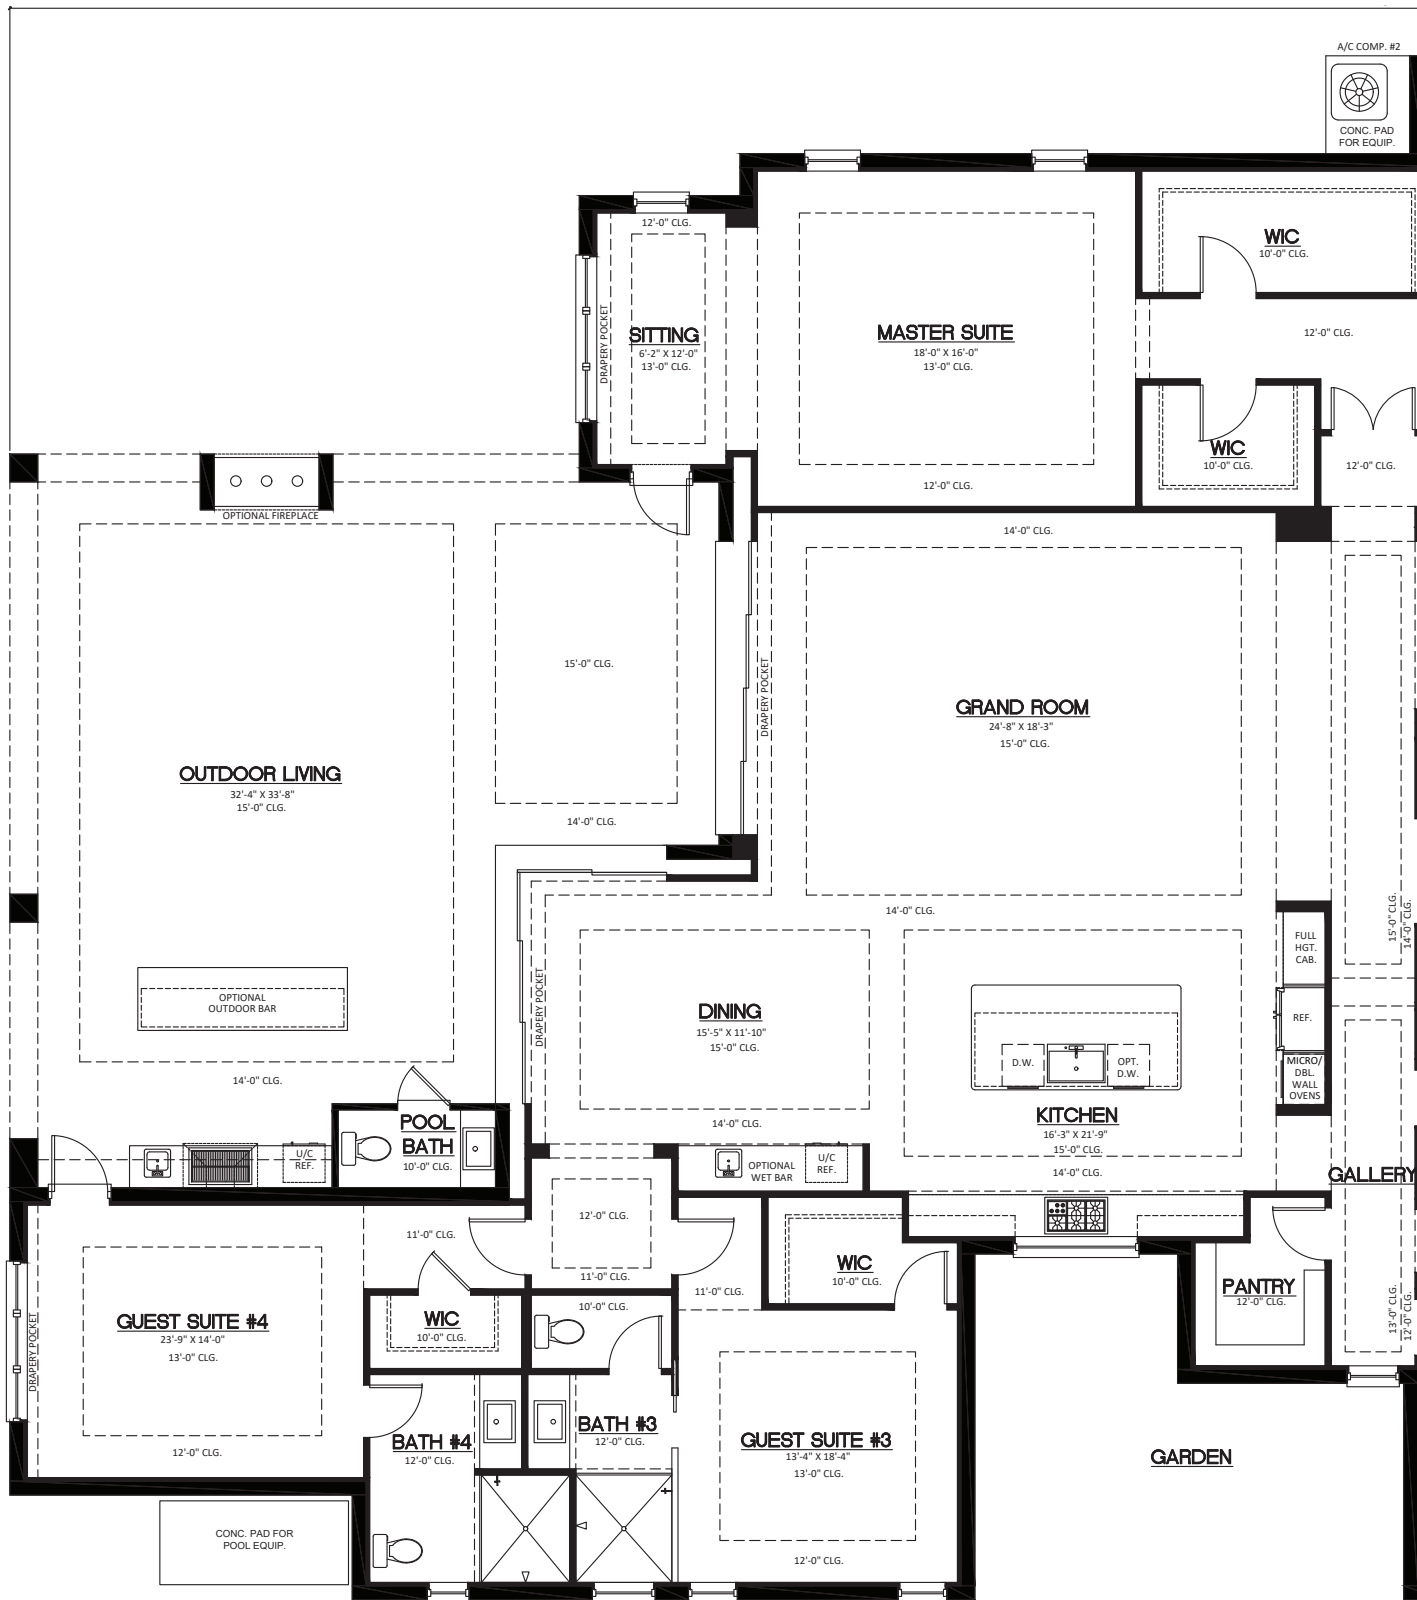 A/C COMP. #2
CONC. PAD
FOR EQUIP.
12'-0" CLG.
DRAPERY POCKET
SITTING
6'-2" X 12'-0"
13'-0" CLG.
MASTER SUITE
18'-0" X 16'-0"
13'-0" CLG.
12'-0" CLG.
WIC
10'-0" CLG.
12'-0" CLG.
WIC
10'-0" CLG.
12'-0" CLG.
OPTIONAL FIREPLACE
15'-0" CLG.
OUTDOOR LIVING
32'-4" X 33'-8"
15'-0" CLG.
14'-0" CLG.
14'-0" CLG.
DRAPERY POCKET
GRAND ROOM
24'-8" X 18'-3"
15'-0" CLG.
14'-0" CLG.
15'-0" CLG.
14'-0" CLG.
FULL
HGT.
CAB.
REF.
MICRO/
DBL.
WALL
OVENS
OPTIONAL
OUTDOOR BAR
14'-0" CLG.
DRAPERY POCKET
DINING
15'-5" X 11'-10"
15'-0" CLG.
14'-0" CLG.
D.W.
OPT.
D.W.
KITCHEN
16'-3" X 21'-9"
15'-0" CLG.
14'-0" CLG.
POOL
BATH
10'-0" CLG.
U/C
REF.
OPTIONAL
WET BAR
U/C
REF.
GALLERY
12'-0" CLG.
11'-0" CLG.
11'-0" CLG.
11'-0" CLG.
WIC
10'-0" CLG.
PANTRY
12'-0" CLG.
13'-0" CLG.
12'-0" CLG.
DRAPERY POCKET
GUEST SUITE #4
23'-9" X 14'-0"
13'-0" CLG.
12'-0" CLG.
WIC
10'-0" CLG.
10'-0" CLG.
BATH #4
12'-0" CLG.
BATH #3
12'-0" CLG.
GUEST SUITE #3
13'-4" X 18'-4"
13'-0" CLG.
12'-0" CLG.
GARDEN
CONC. PAD FOR
POOL EQUIP.